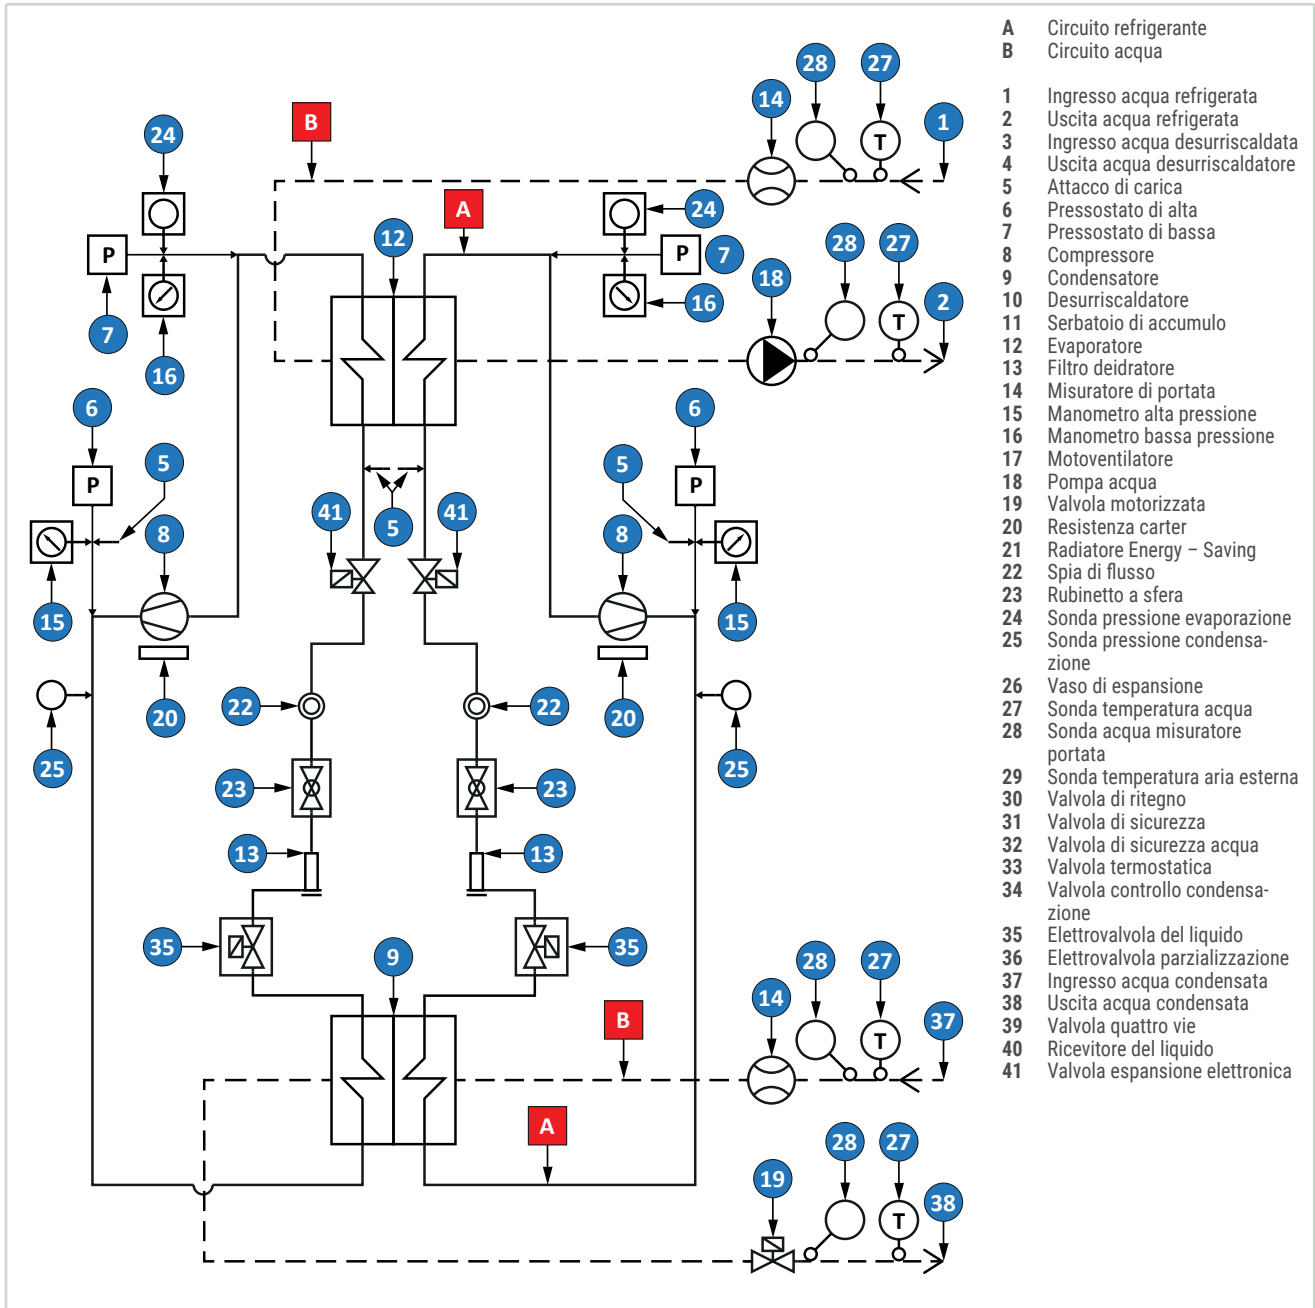 A Circuito refrigerante
B Circuito acqua
1 Ingresso acqua refrigerata
2 Uscita acqua refrigerata
3 Ingresso acqua desurriscaldata
4 Uscita acqua desurriscaldatore
5 Attacco di carica
6 Pressostato di alta
7 Pressostato di bassa
8 Compressore
9 Condensatore
10 Desurriscaldatore
11 Serbatoio di accumulo
12 Evaporatore
13 Filtro deidratore
14 Misuratore di portata
15 Manometro alta pressione
16 Manometro bassa pressione
17 Motoventilatore
18 Pompa acqua
19 Valvola motorizzata
20 Resistenza carter
21 Radiatore Energy – Saving
22 Spia di flusso
23 Rubinetto a sfera
24 Sonda pressione evaporazione
25 Sonda pressione condensa-
zione
26 Vaso di espansione
27 Sonda temperatura acqua
28 Sonda acqua misuratore
portata
29 Sonda temperatura aria esterna
30 Valvola di ritegno
31 Valvola di sicurezza
32 Valvola di sicurezza acqua
33 Valvola termostatica
34 Valvola controllo condensa-
zione
35 Elettrovalvola del liquido
36 Elettrovalvola parzializzazione
37 Ingresso acqua condensata
38 Uscita acqua condensata
39 Valvola quattro vie
40 Ricevitore del liquido
41 Valvola espansione elettronica
28 27
14
B 1
24
T
A
24
12 28 27
P P 7
18 2
7 16
T
16
6 6
5 5
P P
41 5 41
8 8
15 15
22 22
20 20
25 25
23 23
13 13
35 35
9 28 27
14
B 37
T
A
28 27
19 38
T